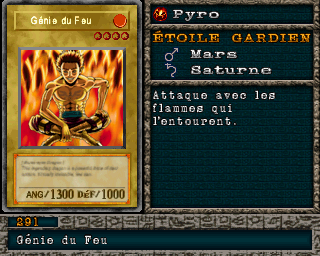 Génie du Feu
ANG/1300 DéF/1000
Pyro
ÉTOILE GARDIEN
Mars
Saturne
Attaque avec les
flammes qui
l'entourent.
291
Génie du Feu